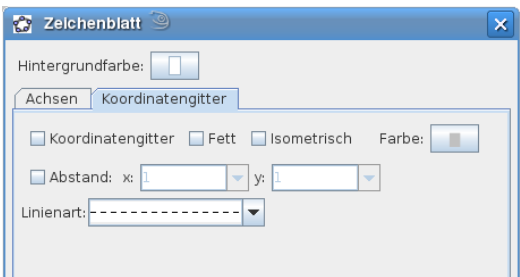 Zeichenblatt
Hintergrundfarbe:
Achsen Koordinatengitter
Koordinatengitter Fett Isometrisch Farbe:
Abstand: x: 1 y: 1
Linienart: